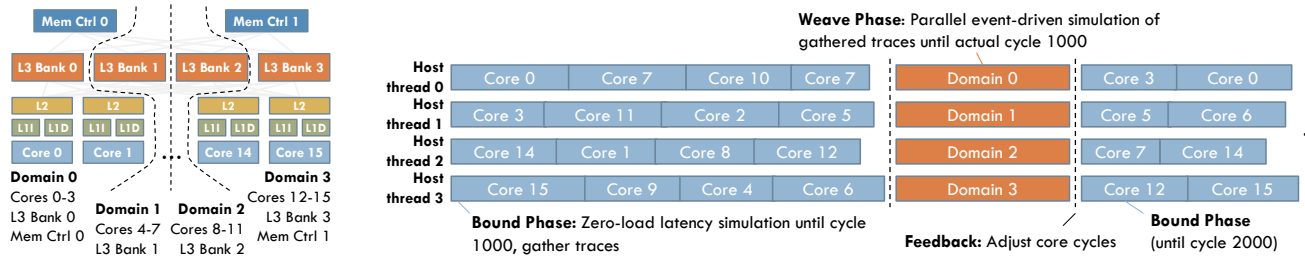 Mem Ctrl 0
Mem Ctrl 1
L3 Bank 0
L3 Bank 1
L3 Bank 2
L3 Bank 3
L2
L2
L2
L2
L1I
L1D
L1I
L1D
L1I
L1D
L1I
L1D
Core 0
Core 1
...
Core 14
Core 15
Domain 0
Cores 0-3
L3 Bank 0
Mem Ctrl 0
Domain 1
Cores 4-7
L3 Bank 1
Domain 2
Cores 8-11
L3 Bank 2
Domain 3
Cores 12-15
L3 Bank 3
Mem Ctrl 1
Weave Phase: Parallel event-driven simulation of
gathered traces until actual cycle 1000
Host
thread 0
Core 0
Core 7
Core 10
Core 7
Domain 0
Core 3
Core 0
Host
thread 1
Core 3
Core 11
Core 2
Core 5
Domain 1
Core 5
Core 6
Host
thread 2
Core 14
Core 1
Core 8
Core 12
Domain 2
Core 7
Core 14
Host
thread 3
Core 15
Core 9
Core 4
Core 6
Domain 3
Core 12
Core 15
Bound Phase: Zero-load latency simulation until cycle
1000, gather traces
Feedback: Adjust core cycles
Bound Phase
(until cycle 2000)